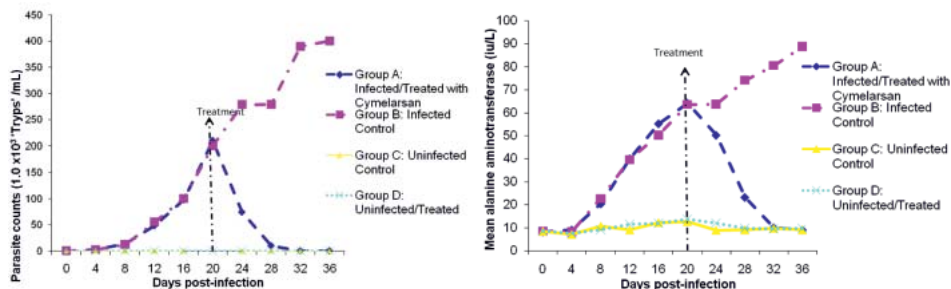 Parasite counts (1.0 x10³ 'Tryps'/mL)
450
400
350
300
250
200
150
100
50
0
Treatment
Group A:
Infected/Treated with
Cymelarsan
Group B: Infected
Control
Group C: Uninfected
Control
Group D:
Uninfected/Treated
0 4 8 12 16 20 24 28 32 36
Days post-infection
Mean alanine aminotransferase (iu/L)
100
90
80
70
60
50
40
30
20
10
0
Treatment
Group A:
Infected/Treated with
Cymelarsan
Group B: Infected
Control
Group C: Uninfected
Control
Group D:
Uninfected/Treated
0 4 8 12 16 20 24 28 32 36
Days post-infection